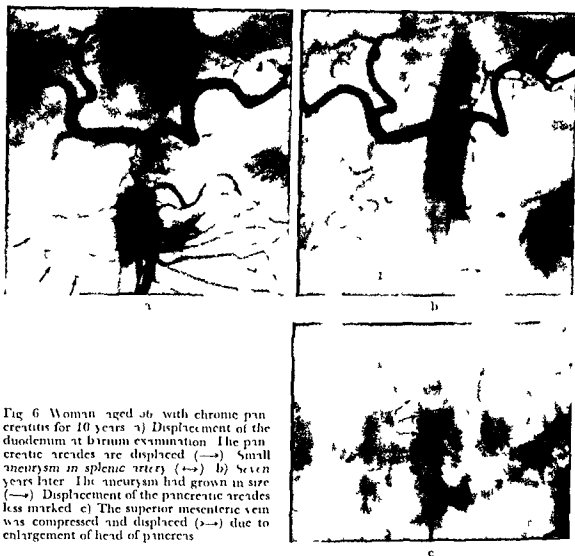 a
b
Fig 6 Woman aged with chronic pan
creatitis for 10 years a) Displacement of the
duodenum at barium examination The pan
creatic arcades are displaced (⟶) Small
aneurysm in splenic artery (↔) b) Seven
years later The aneurysm had grown in size
(⟶) Displacement of the pancreatic arcades
less marked c) The superior mesenteric vein
was compressed and displaced (>→) due to
enlargement of head of pancreas
c